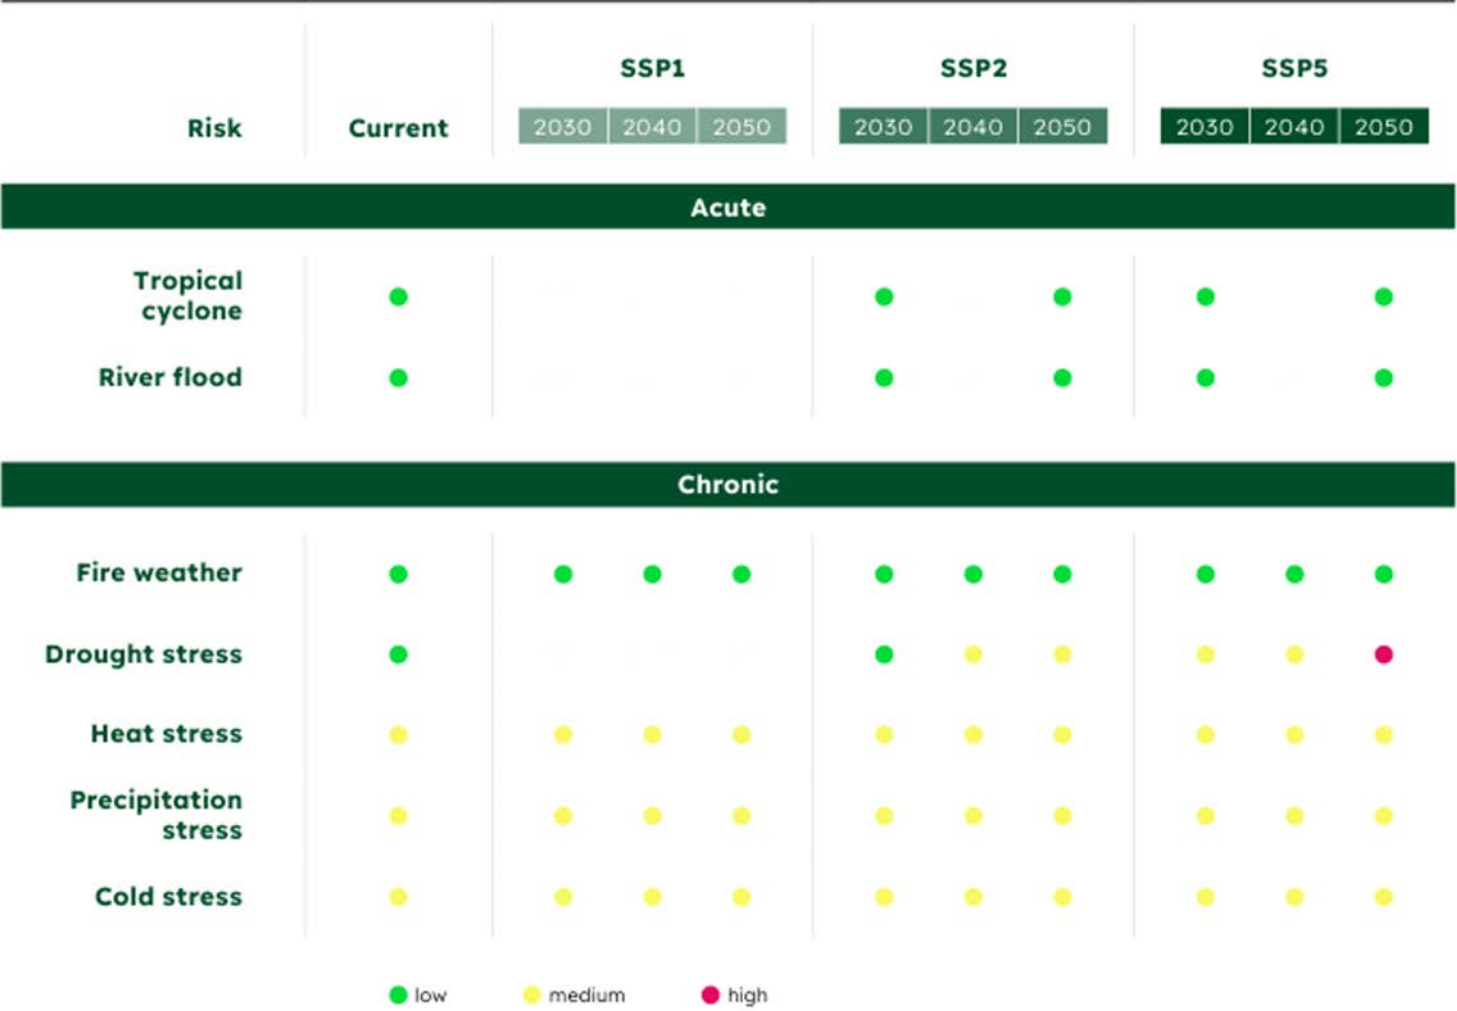 SSP1 SSP2 SSP5
Risk Current 2030 2040 2050 2030 2040 2050 2030 2040 2050
Acute
Tropical
cyclone
River flood
Chronic
Fire weather
Drought stress
Heat stress
Precipitation
stress
Cold stress
low medium high